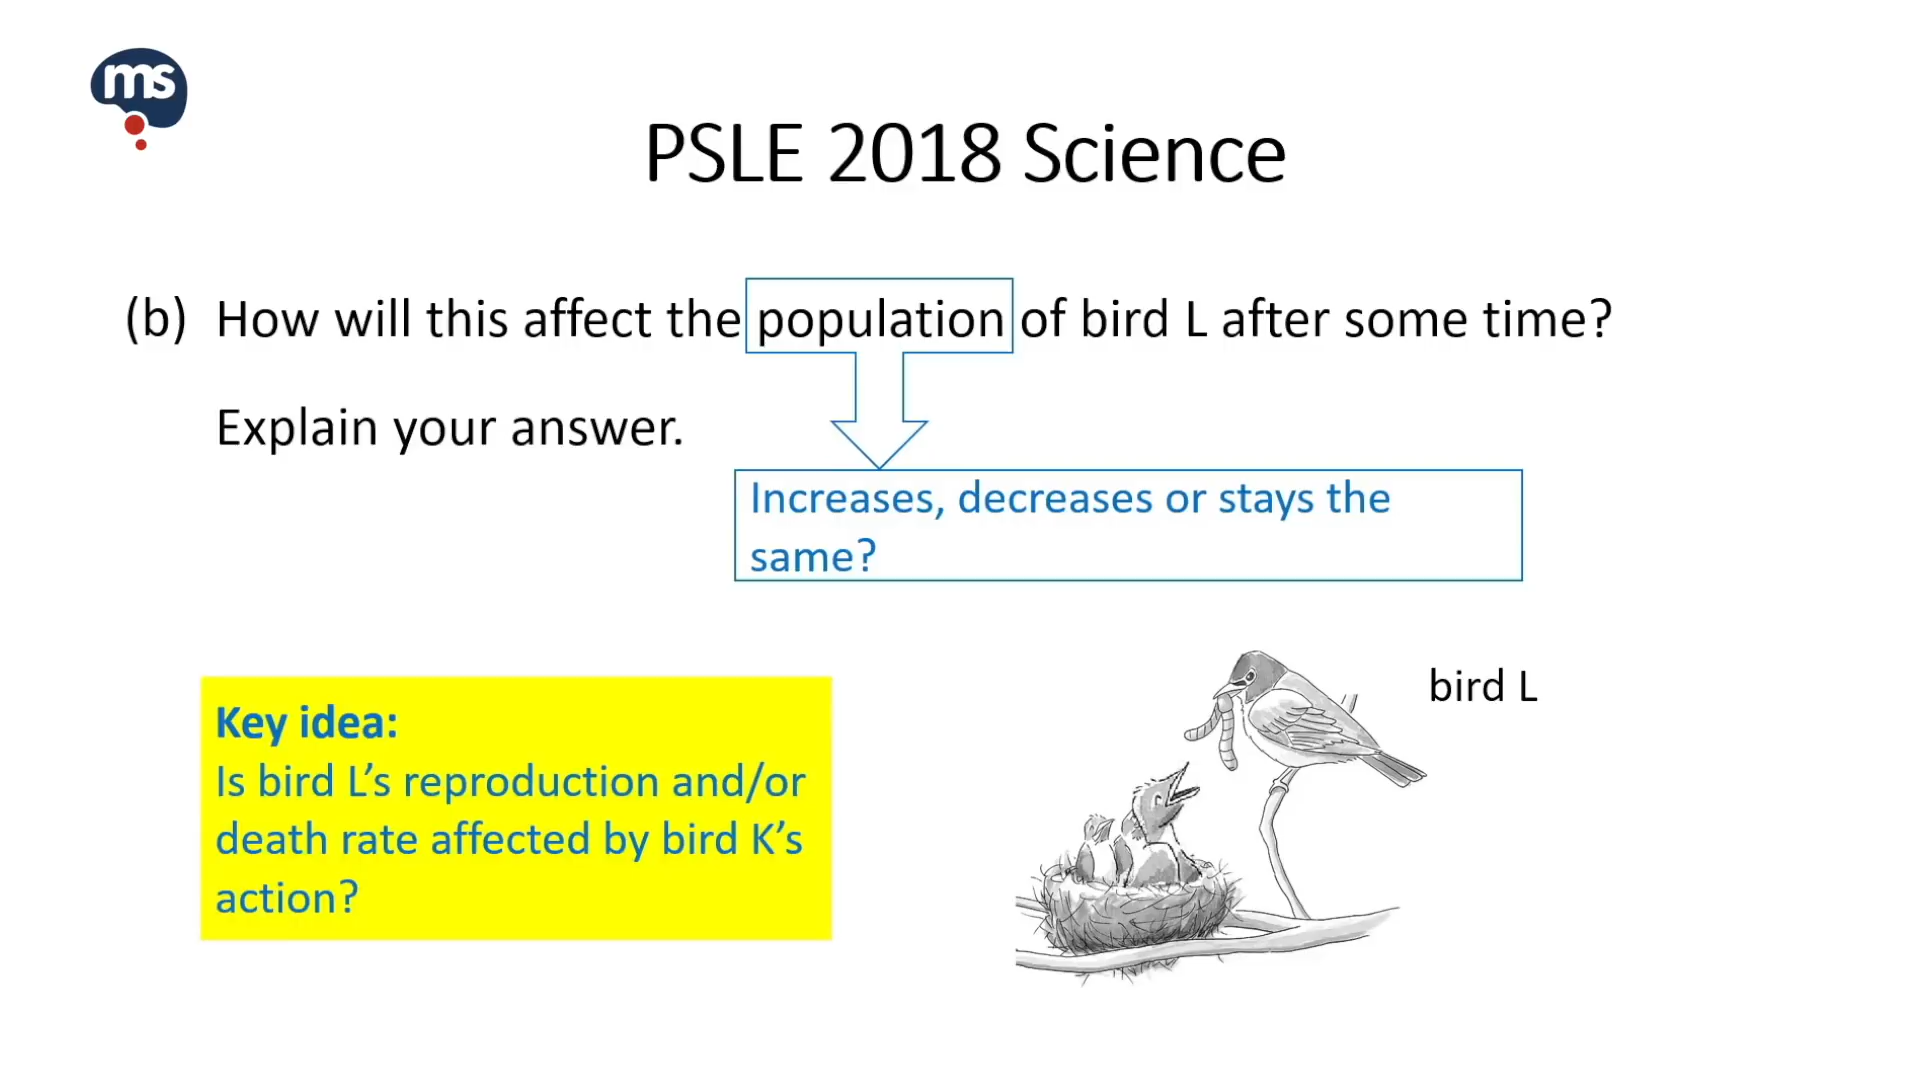 ms
PSLE 2018 Science
(b) How will this affect the population of bird L after some time?
Explain your answer.
Increases, decreases or stays the
same?
bird L
Key idea:
Is bird L’s reproduction and/or
death rate affected by bird K’s
action?